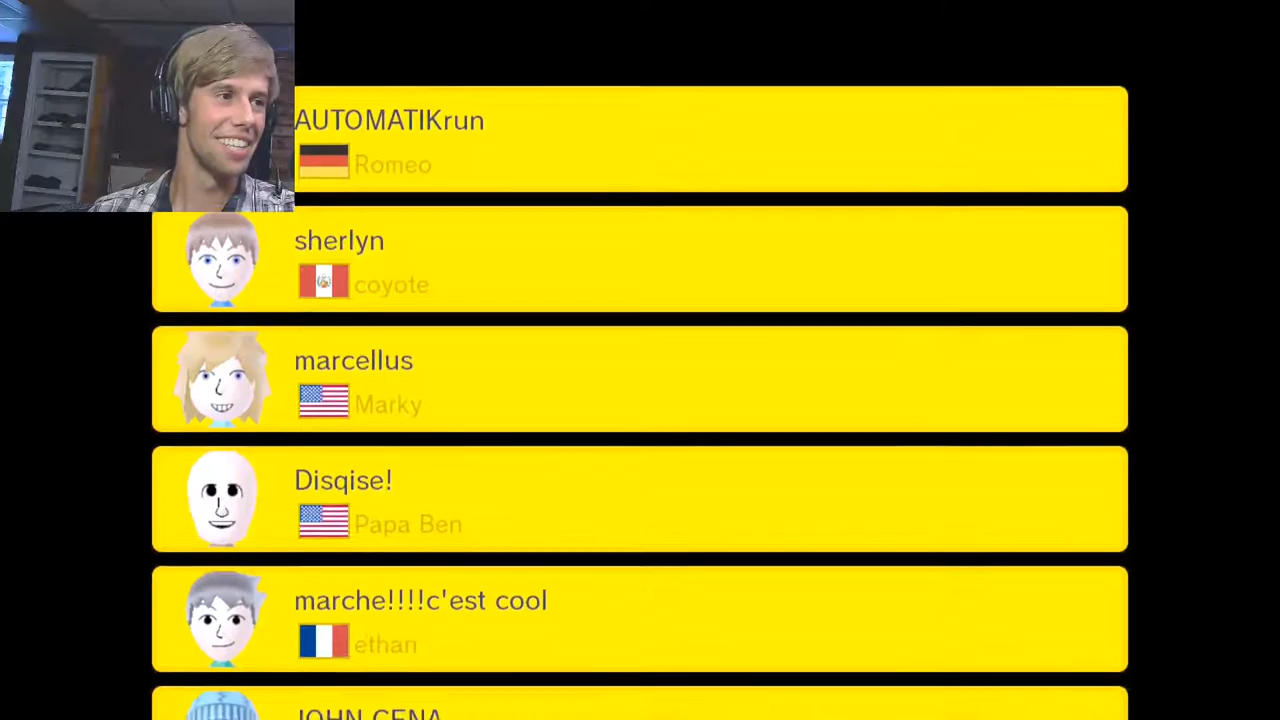 AUTOMATIKrun
Romeo
sherlyn
coyote
marcellus
Marky
Disqise!
Papa Ben
marche!!!!c'est cool
ethan
JOHN CENA